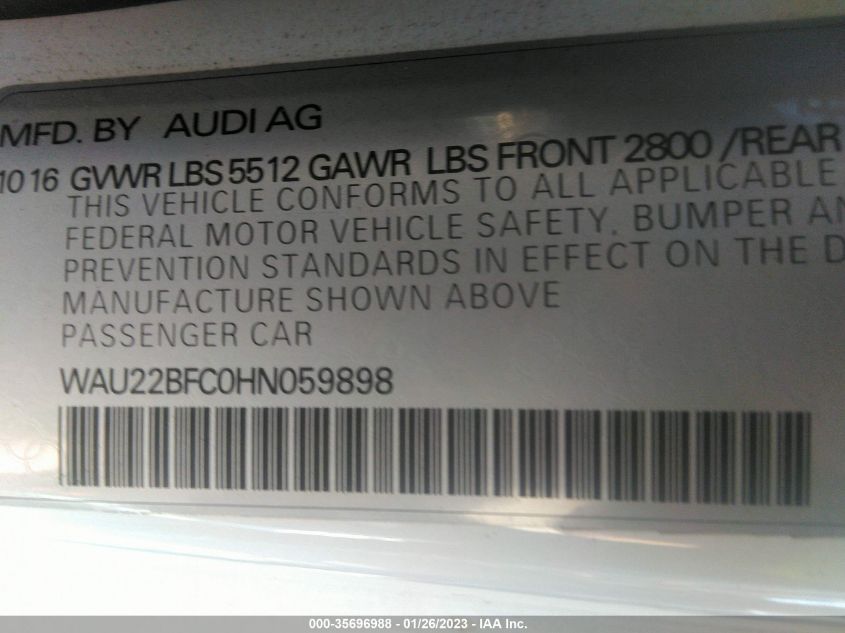 MFD. BY AUDI AG
10 16 GVWR LBS 5512 GAWR LBS FRONT 2800 /REAR
THIS VEHICLE CONFORMS TO ALL APPLICABLE
FEDERAL MOTOR VEHICLE SAFETY, BUMPER AN
PREVENTION STANDARDS IN EFFECT ON THE D
MANUFACTURE SHOWN ABOVE
PASSENGER CAR
WAU22BFC0HN059898
000-35696988 - 01/26/2023 - IAA Inc.